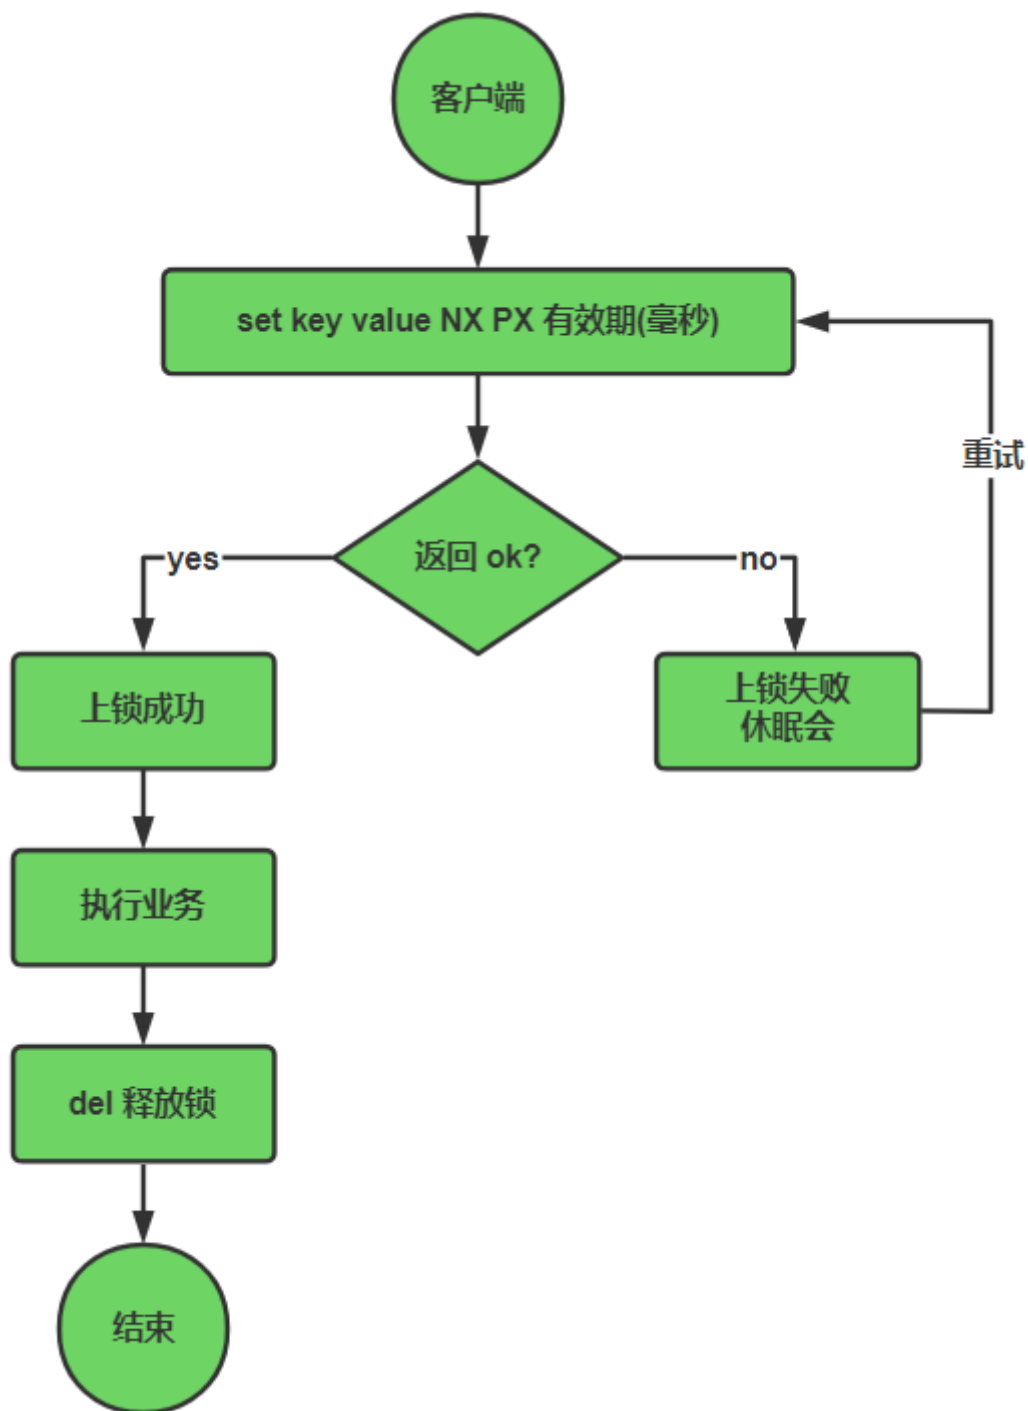 客户端
set key value NX PX 有效期(毫秒)
重试
返回 ok?
yes
no
上锁成功
上锁失败
休眠会
执行业务
del 释放锁
结束